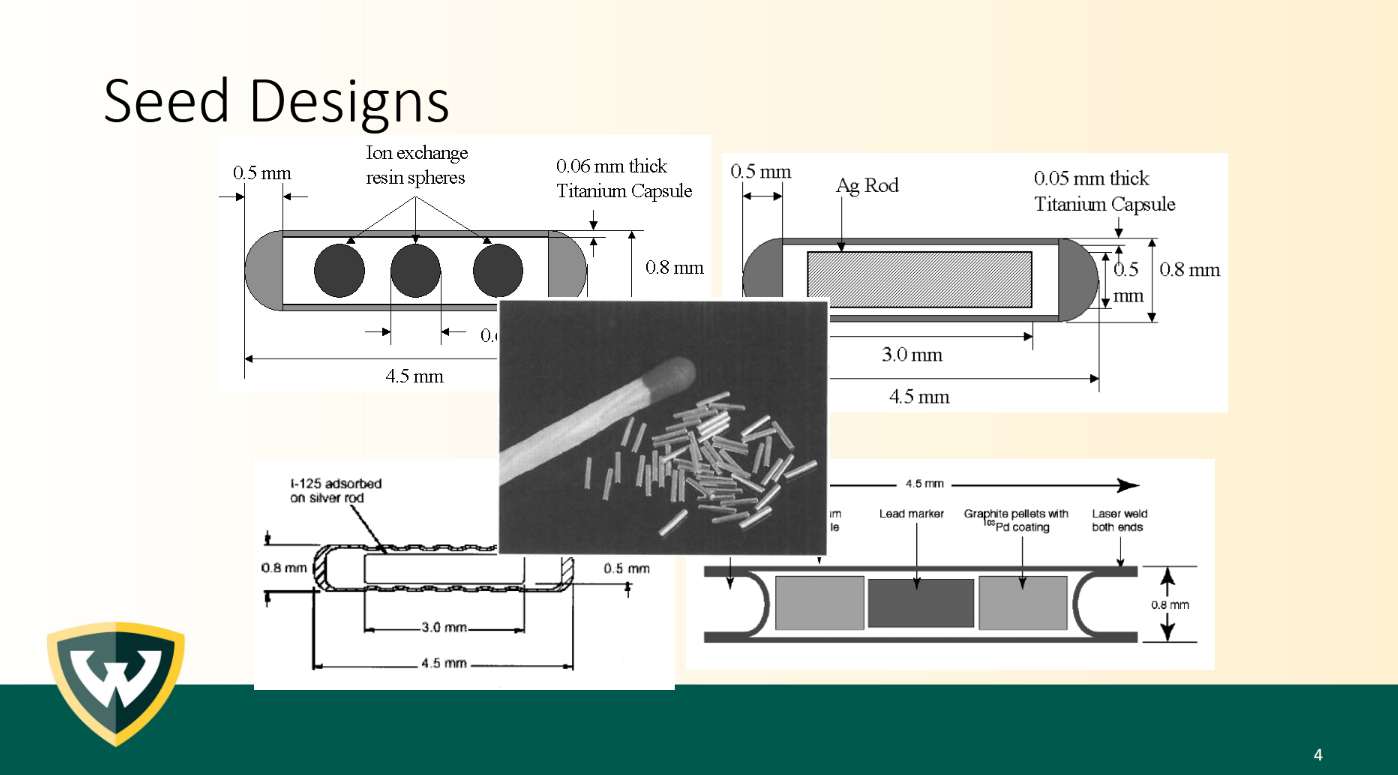 Seed Designs
Ion exchange
resin spheres
0.5 mm
0.06 mm thick
Titanium Capsule
0.8 mm
4.5 mm
0.5 mm
Ag Rod
0.05 mm thick
Titanium Capsule
0.5
mm
0.8 mm
3.0 mm
4.5 mm
I-125 adsorbed
on silver rod
0.8 mm
0.5 mm
3.0 mm
4.5 mm
4.5 mm
Lead marker
Graphite pellets with
103Pd coating
Laser weld
both ends
0.8 mm
W
4